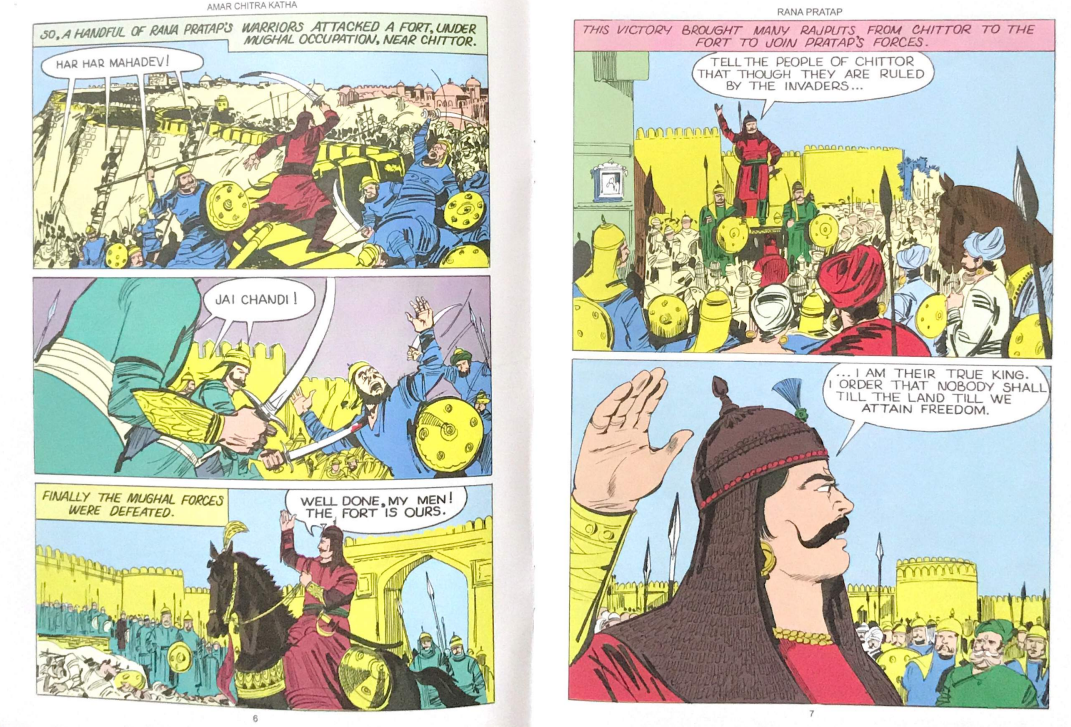 AMAR CHITRA KATHA
SO, A HANDFUL OF RANA PRATAP'S WARRIORS ATTACKED A FORT, UNDER
MUGHAL OCCUPATION, NEAR CHITTOR.
HAR HAR MAHADEV!
JAI CHANDI!
FINALLY THE MUGHAL FORCES
WERE DEFEATED.
WELL DONE, MY MEN!
THE FORT IS OURS.
6
RANA PRATAP
THIS VICTORY BROUGHT MANY RAJPUTS FROM CHITTOR TO THE
FORT TO JOIN PRATAP'S FORCES.
TELL THE PEOPLE OF CHITTOR
THAT THOUGH THEY ARE RULED
BY THE INVADERS...
... I AM THEIR TRUE KING.
I ORDER THAT NOBODY SHALL
TILL THE LAND TILL WE
ATTAIN FREEDOM.
7